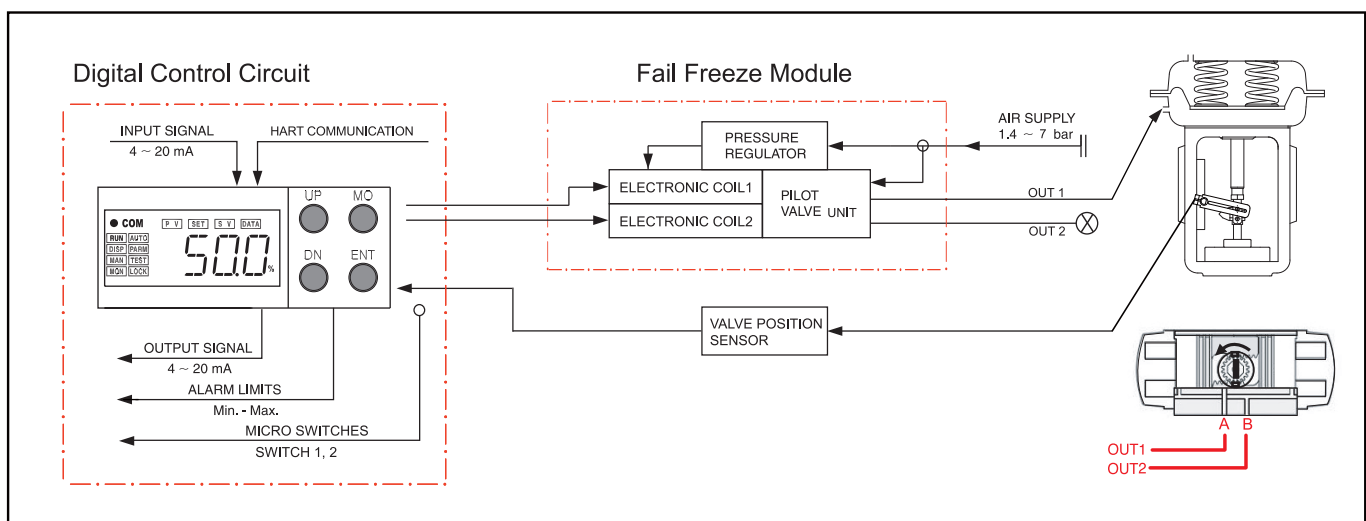 Digital Control Circuit
INPUT SIGNAL
4 ~ 20 mA
HART COMMUNICATION
COM
P V SET S V DATA
RUN AUTO
DISP PARM
MAN TEST
MON LOCK
50.0
%
UP MO
DN ENT
OUTPUT SIGNAL
4 ~ 20 mA
ALARM LIMITS
Min. - Max.
MICRO SWITCHES
SWITCH 1, 2
Fail Freeze Module
PRESSURE
REGULATOR
ELECTRONIC COIL1
ELECTRONIC COIL2
PILOT
VALVE UNIT
AIR SUPPLY
1.4 ~ 7 bar
OUT 1
OUT 2
VALVE POSITION
SENSOR
A B
OUT1
OUT2